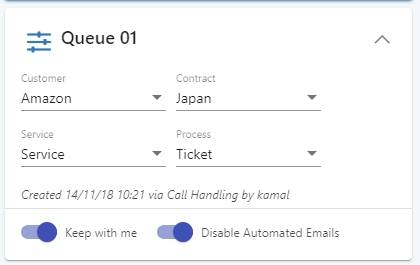 Queue 01
Customer Contract
Amazon Japan
Service Process
Service Ticket
Created 14/11/18 10:21 via Call Handling by kamal
Keep with me Disable Automated Emails